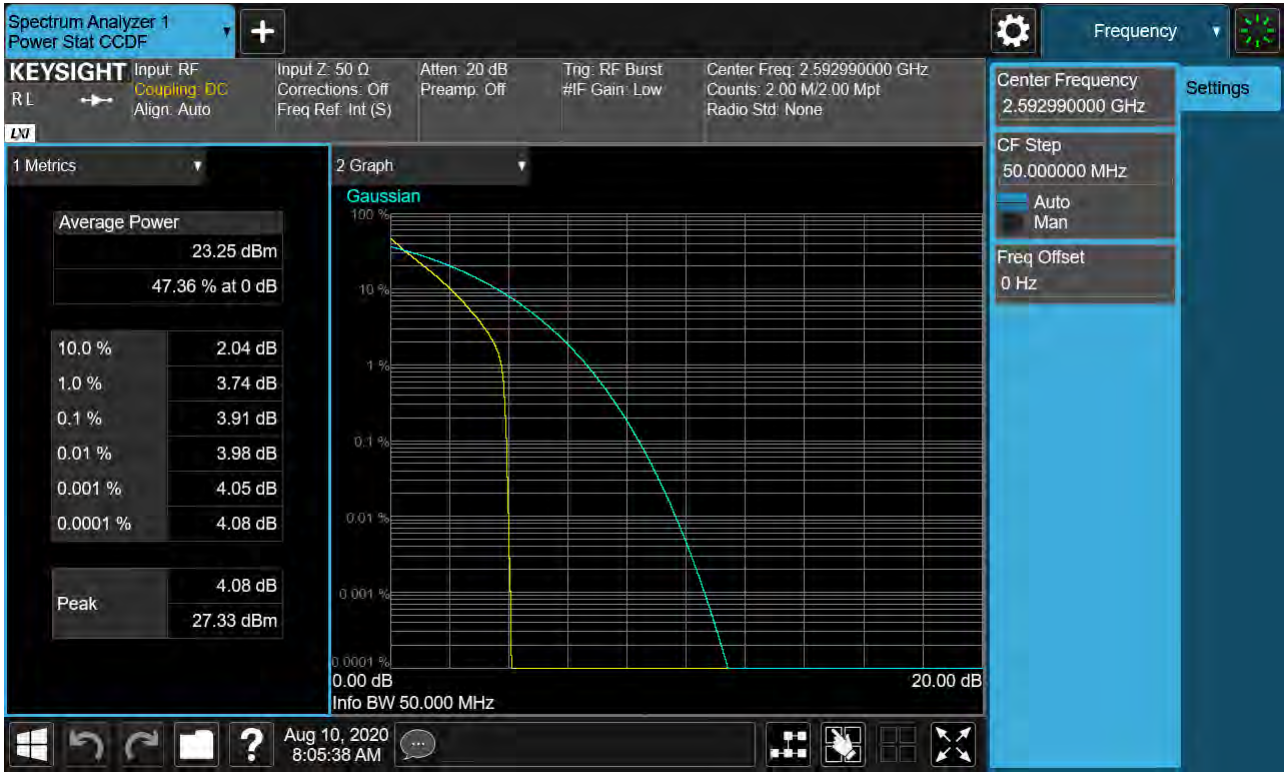 Spectrum Analyzer 1
Power Stat CCDF
+
Frequency
KEYSIGHT
R L
LXI
Input: RF
Coupling: DC
Align: Auto
Input Z: 50 Ω
Corrections: Off
Freq Ref: Int (S)
Atten: 20 dB
Preamp: Off
Trig: RF Burst
#IF Gain: Low
Center Freq: 2.592990000 GHz
Counts: 2.00 M/2.00 Mpt
Radio Std: None
Center Frequency
2.592990000 GHz
Settings
CF Step
50.000000 MHz
Auto
Man
Freq Offset
0 Hz
1 Metrics
Average Power
23.25 dBm
47.36 % at 0 dB
10.0 % 2.04 dB
1.0 % 3.74 dB
0.1 % 3.91 dB
0.01 % 3.98 dB
0.001 % 4.05 dB
0.0001 % 4.08 dB
Peak
4.08 dB
27.33 dBm
2 Graph
Gaussian
100 %
10 %
1 %
0.1 %
0.01 %
0.001 %
0.0001 %
0.00 dB 20.00 dB
Info BW 50.000 MHz
?
Aug 10, 2020
8:05:38 AM